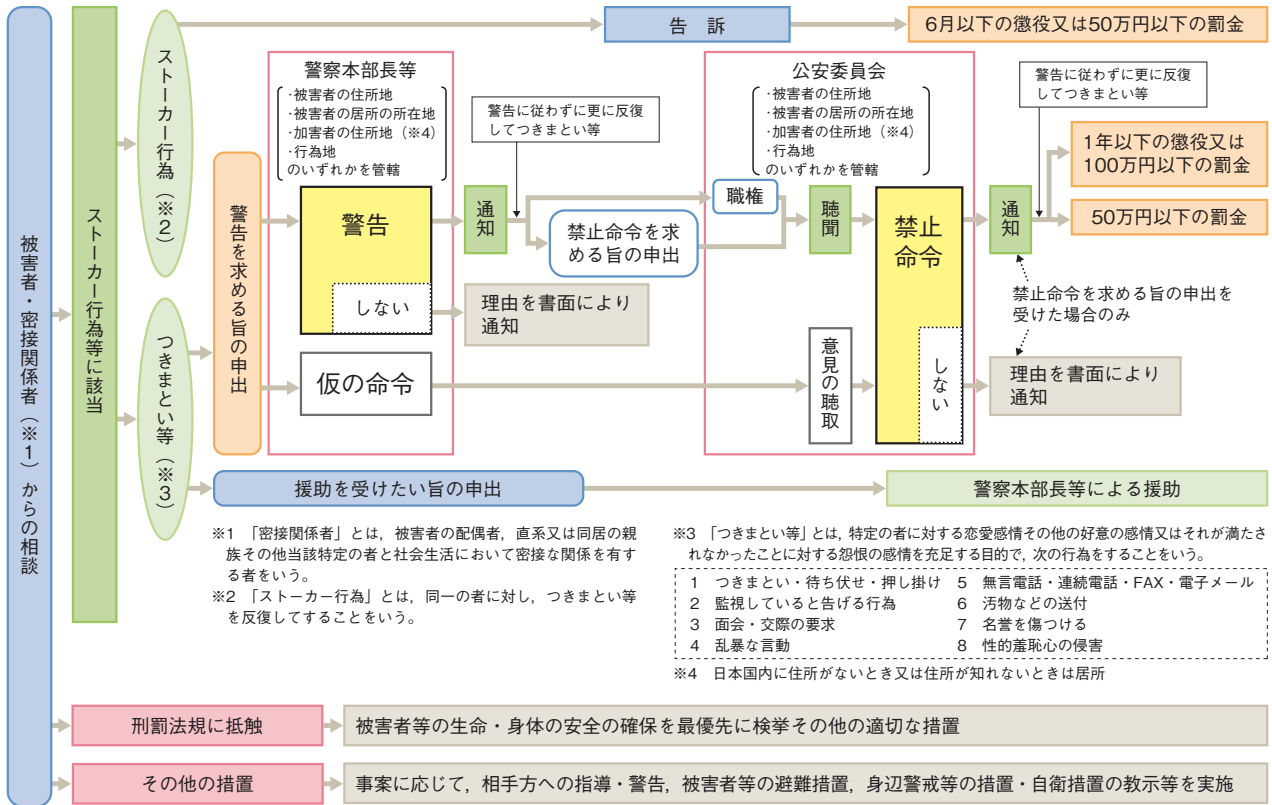 被害者・密接関係者（※1）からの相談
ストーカー行為等に該当
ストーカー行為（※2）
つきまとい等（※3）
告　訴
6月以下の懲役又は50万円以下の罰金
警告を求める旨の申出
警察本部長等
・被害者の住所地
・被害者の居所の所在地
・加害者の住所地（※4）
・行為地
のいずれかを管轄
警告
しない
仮の命令
通知
警告に従わずに更に反復
してつきまとい等
理由を書面により
通知
禁止命令を求
める旨の申出
公安委員会
・被害者の住所地
・被害者の居所の所在地
・加害者の住所地（※4）
・行為地
のいずれかを管轄
職権
聴聞
意見の聴取
禁止
命令
しない
通知
警告に従わずに更に反復
してつきまとい等
1年以下の懲役又は
100万円以下の罰金
50万円以下の罰金
禁止命令を求める旨の申出を
受けた場合のみ
理由を書面により
通知
援助を受けたい旨の申出
警察本部長等による援助
※1　「密接関係者」とは，被害者の配偶者，直系又は同居の親
族その他当該特定の者と社会生活において密接な関係を有す
る者をいう。
※2　「ストーカー行為」とは，同一の者に対し，つきまとい等
を反復してすることをいう。
※3　「つきまとい等」とは，特定の者に対する恋愛感情その他の好意の感情又はそれが満たさ
れなかったことに対する怨恨の感情を充足する目的で，次の行為をすることをいう。
1　つきまとい・待ち伏せ・押し掛け
2　監視していると告げる行為
3　面会・交際の要求
4　乱暴な言動
5　無言電話・連続電話・FAX・電子メール
6　汚物などの送付
7　名誉を傷つける
8　性的羞恥心の侵害
※4　日本国内に住所がないとき又は住所が知れないときは居所
刑罰法規に抵触
被害者等の生命・身体の安全の確保を最優先に検挙その他の適切な措置
その他の措置
事案に応じて，相手方への指導・警告，被害者等の避難措置，身辺警戒等の措置・自衛措置の教示等を実施